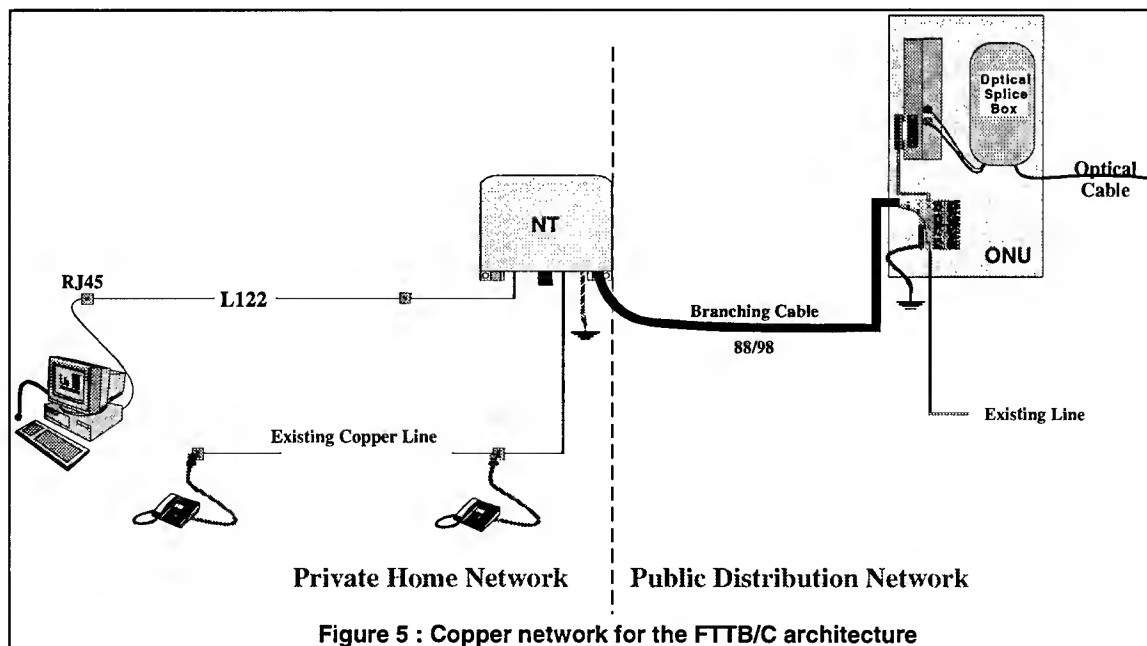 Optical
Splice
Box
Optical
Cable
NT
ONU
RJ45
L122
Branching Cable
88/98
Existing Line
Existing Copper Line
Private Home Network
Public Distribution Network
Figure 5 : Copper network for the FTTB/C architecture